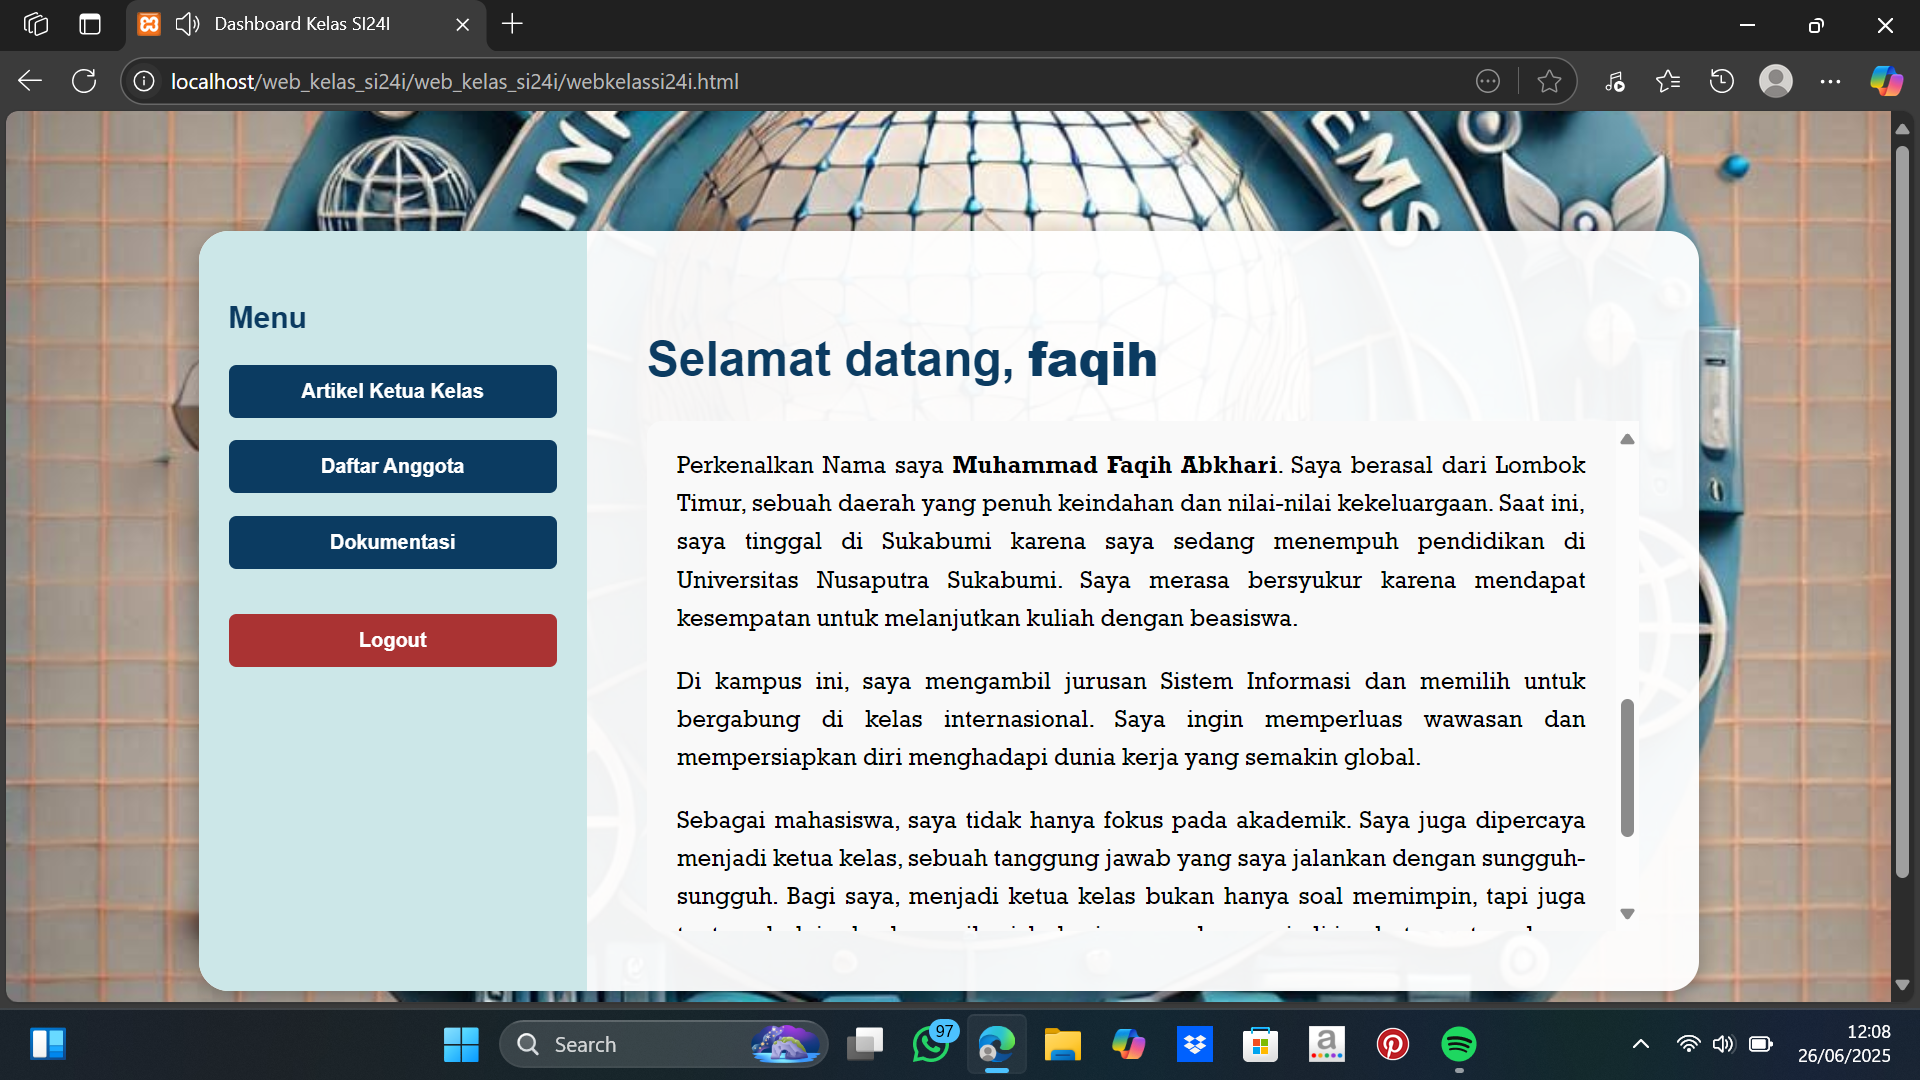 Dashboard Kelas SI24I
localhost/web_kelas_si24i/web_kelas_si24i/webkelassi24i.html
EMS
Menu
Artikel Ketua Kelas
Daftar Anggota
Dokumentasi
Logout
Selamat datang, faqih
Perkenalkan Nama saya Muhammad Faqih Abkhari. Saya berasal dari Lombok
Timur, sebuah daerah yang penuh keindahan dan nilai-nilai kekeluargaan. Saat ini,
saya tinggal di Sukabumi karena saya sedang menempuh pendidikan di
Universitas Nusaputra Sukabumi. Saya merasa bersyukur karena mendapat
kesempatan untuk melanjutkan kuliah dengan beasiswa.
Di kampus ini, saya mengambil jurusan Sistem Informasi dan memilih untuk
bergabung di kelas internasional. Saya ingin memperluas wawasan dan
mempersiapkan diri menghadapi dunia kerja yang semakin global.
Sebagai mahasiswa, saya tidak hanya fokus pada akademik. Saya juga dipercaya
menjadi ketua kelas, sebuah tanggung jawab yang saya jalankan dengan sungguh-
sungguh. Bagi saya, menjadi ketua kelas bukan hanya soal memimpin, tapi juga
Search
97
a
12:08
26/06/2025